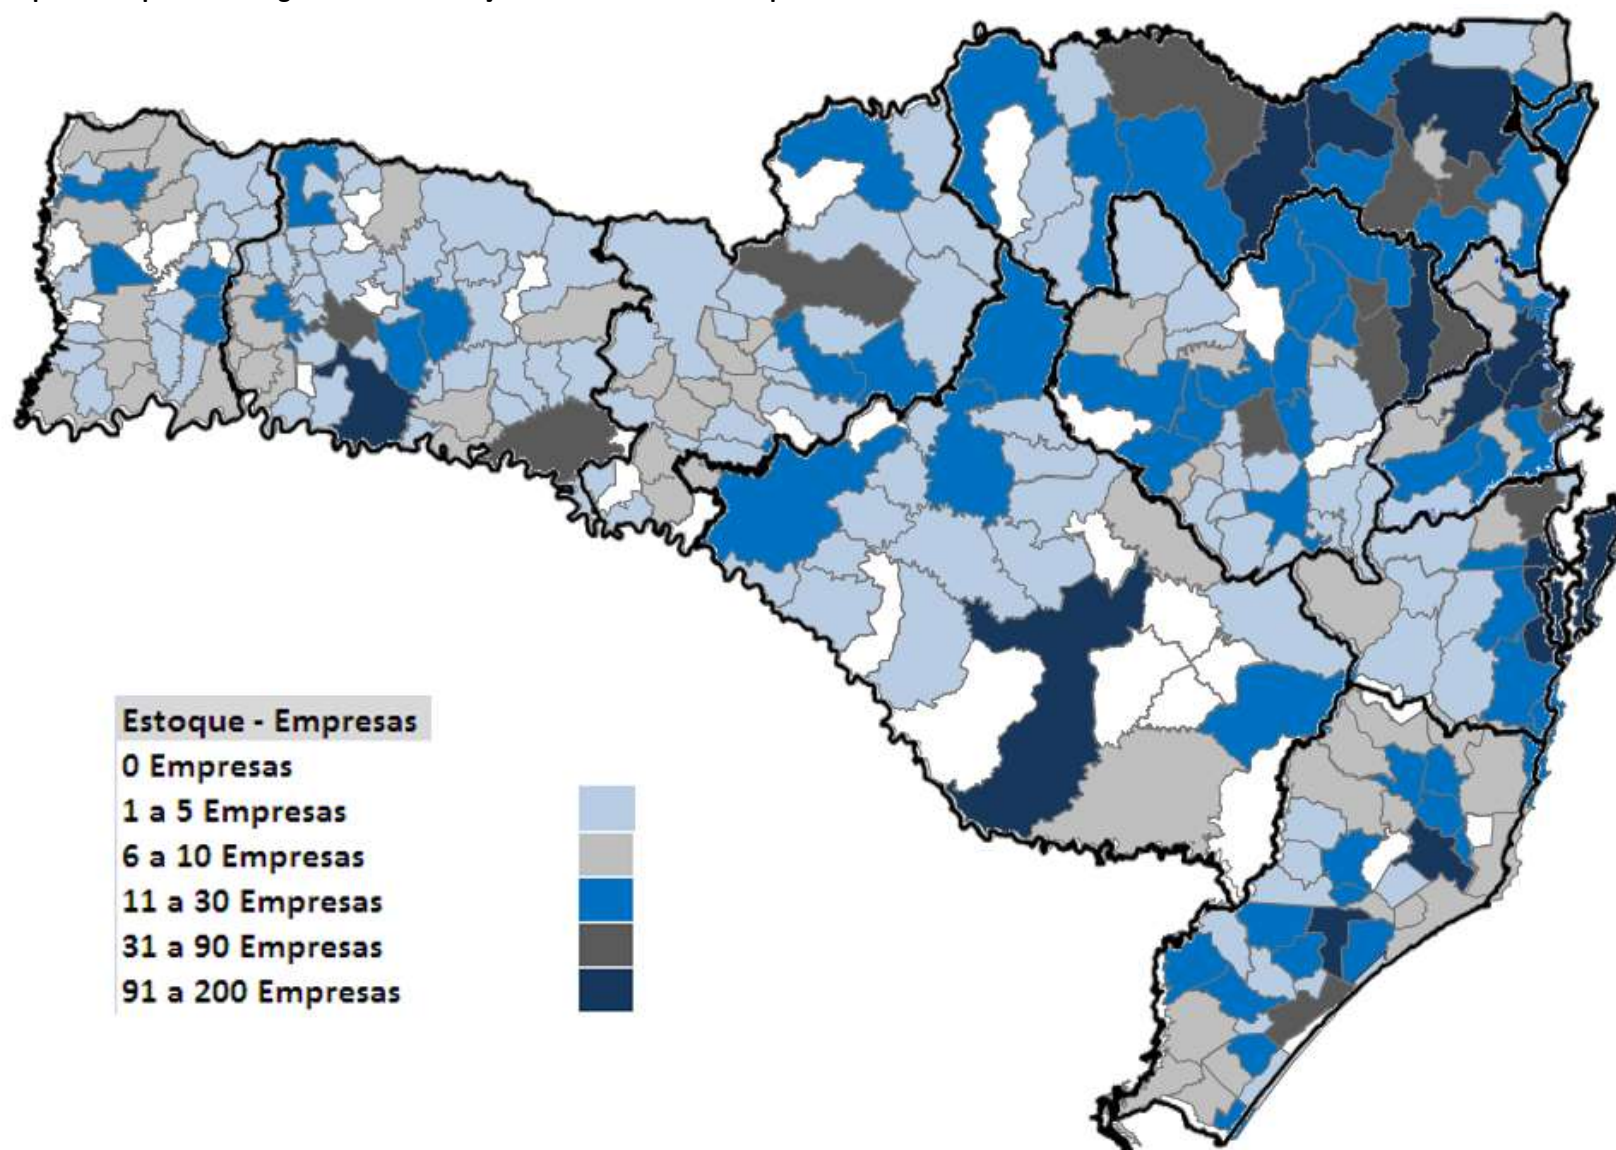 Estoque - Empresas
0 Empresas
1 a 5 Empresas
6 a 10 Empresas
11 a 30 Empresas
31 a 90 Empresas
91 a 200 Empresas